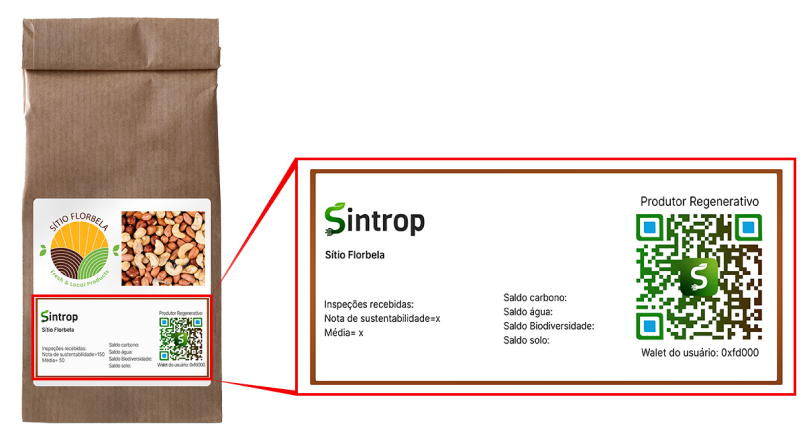 SÍTIO FLORBELA
Fresh & Local Products
Sintrop
Sítio Florbela
Inspeções recebidas:
Nota de sustentabilidade=150
Média= 50
Saldo carbono:
Saldo água:
Saldo Biodiversidade:
Saldo solo:
Produtor Regenerativo
Walet do usuário: 0xfd000
Sintrop
Sítio Florbela
Inspeções recebidas:
Nota de sustentabilidade=x
Média= x
Saldo carbono:
Saldo água:
Saldo Biodiversidade:
Saldo solo:
Produtor Regenerativo
Walet do usuário: 0xfd000